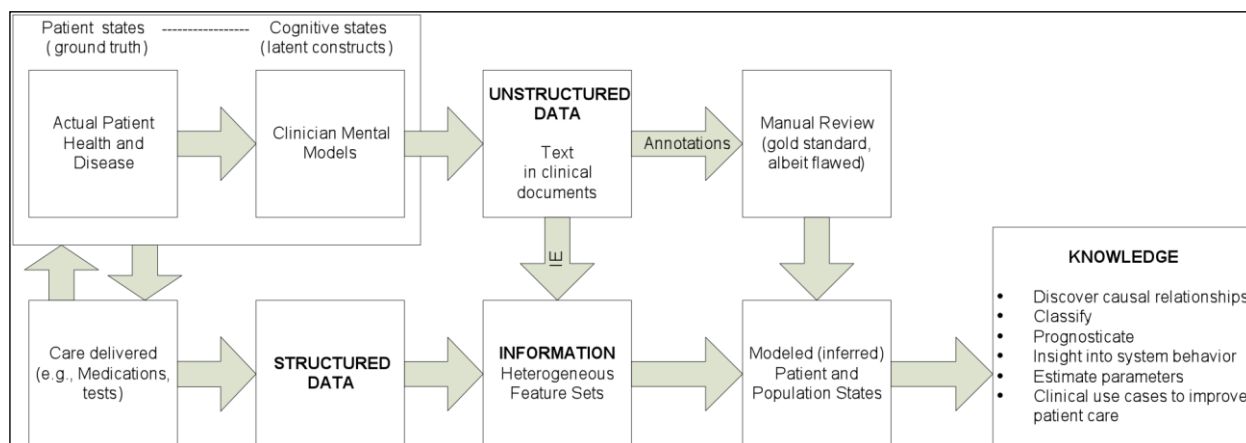 Patient states ------------------ Cognitive states
( ground truth) (latent constructs)
Actual Patient
Health and
Disease
Clinician Mental
Models
UNSTRUCTURED
DATA
Text
in clinical
documents
Annotations
Manual Review
(gold standard,
albeit flawed)
IE
Care delivered
(e.g., Medications,
tests)
STRUCTURED
DATA
INFORMATION
Heterogeneous
Feature Sets
Modeled (inferred)
Patient and
Population States
KNOWLEDGE
• Discover causal relationships
• Classify
• Prognosticate
• Insight into system behavior
• Estimate parameters
• Clinical use cases to improve
patient care